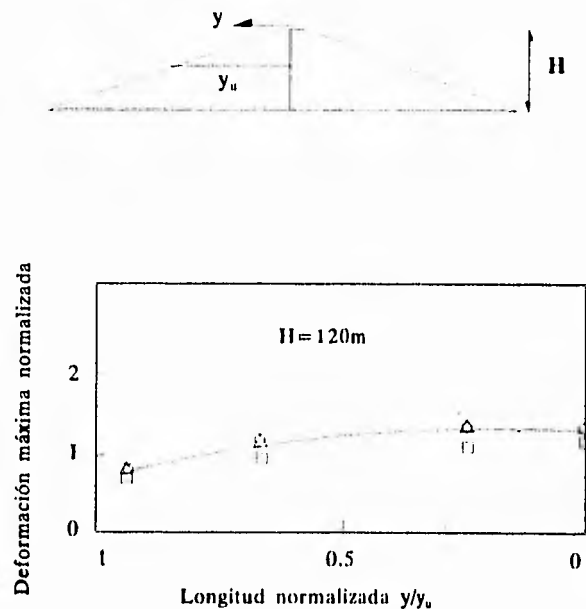 y
H
yᵤ
Deformación máxima normalizada
H=120m
2
1
0
1
0.5
0
Longitud normalizada y/yᵤ